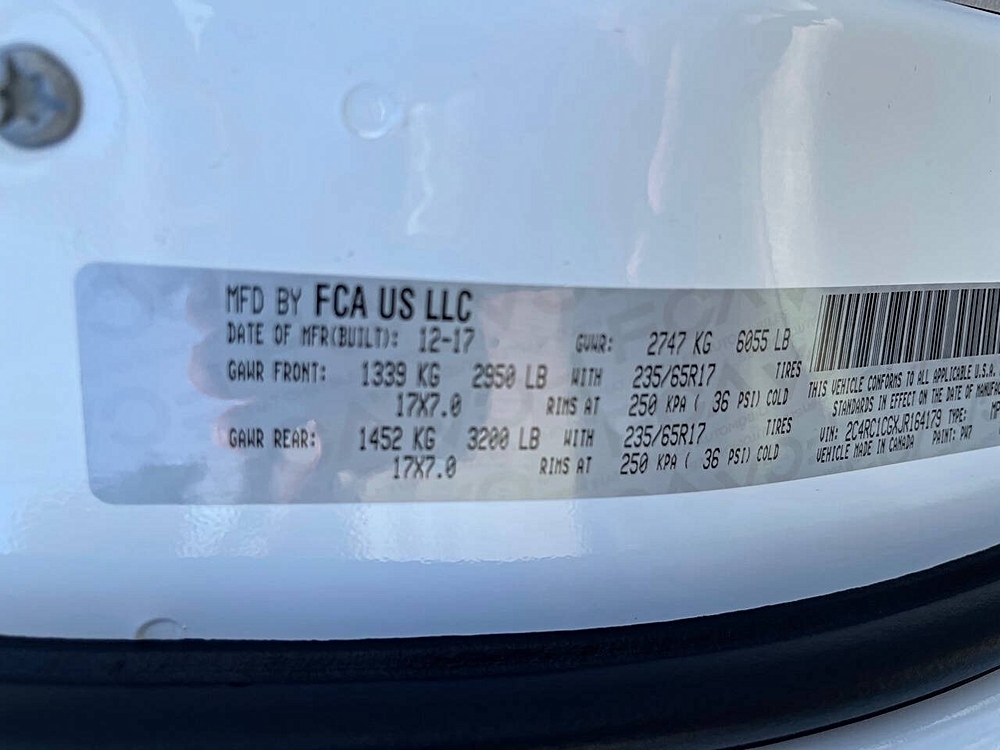 MFD BY FCA US LLC
DATE OF MFR(BUILT): 12-17 GVWR: 2747 KG 6055 LB
GAWR FRONT: 1339 KG 2950 LB WITH 235/65R17 TIRES
17X7.0 RIMS AT 250 KPA ( 36 PSI) COLD
GAWR REAR: 1452 KG 3200 LB WITH 235/65R17 TIRES
17X7.0 RIMS AT 250 KPA ( 36 PSI) COLD
THIS VEHICLE CONFORMS TO ALL APPLICABLE U.S.A.
STANDARDS IN EFFECT ON THE DATE OF MANUFAC
VIN: 2C4RC1CGXJR164179 TYPE: MP
VEHICLE MADE IN CANADA PAINT: PW7